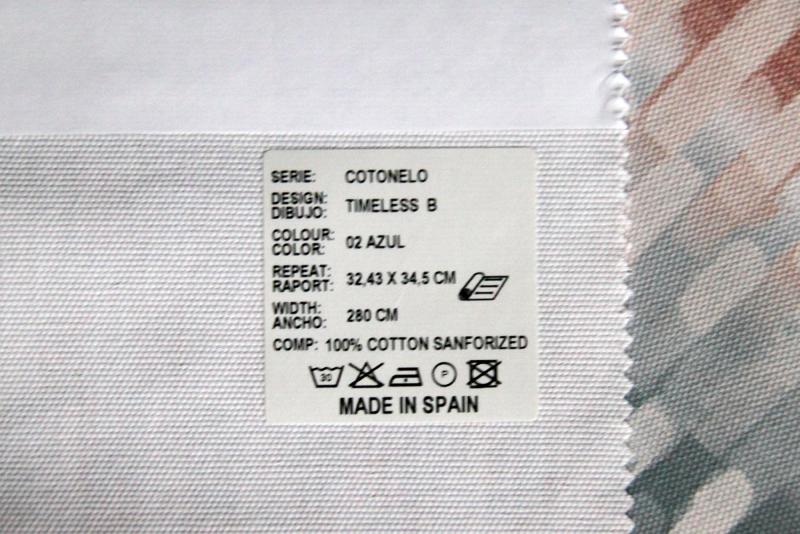 SERIE: COTONELO
DESIGN:
DIBUJO: TIMELESS B
COLOUR:
COLOR: 02 AZUL
REPEAT:
RAPORT: 32,43 X 34,5 CM
WIDTH:
ANCHO: 280 CM
COMP: 100% COTTON SANFORIZED
30 P
MADE IN SPAIN